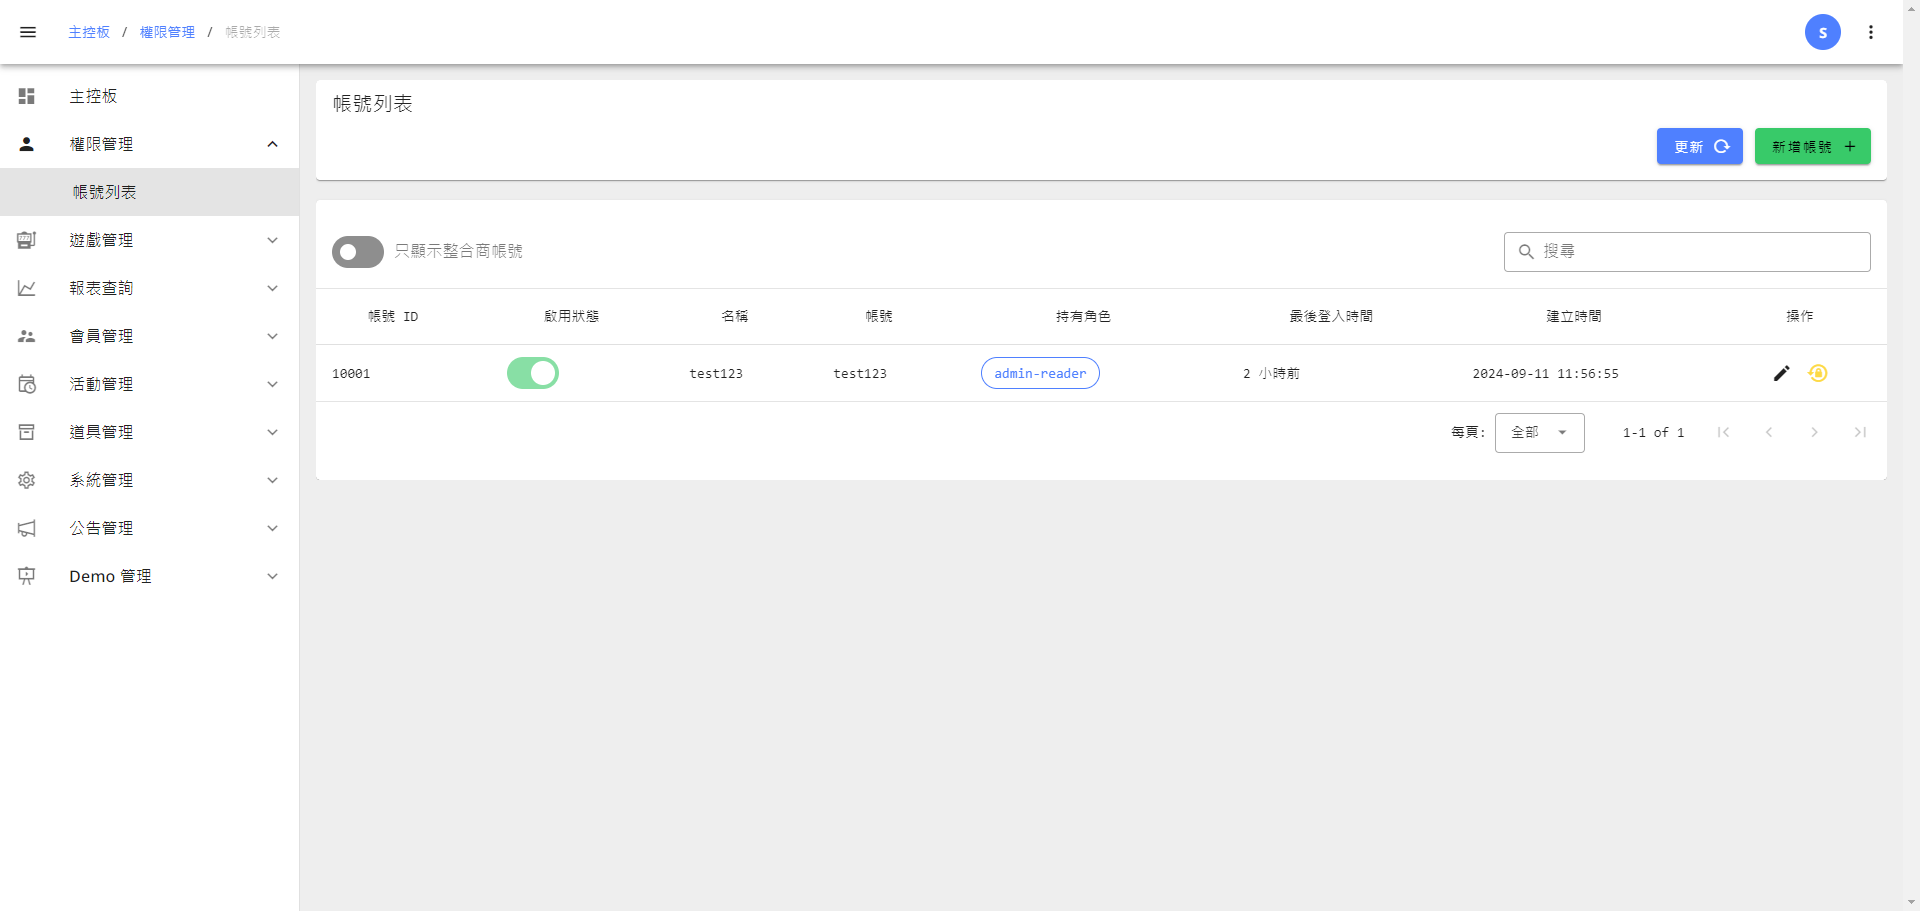 主控板 / 權限管理 / 帳號列表
S
主控板
權限管理
帳號列表
遊戲管理
報表查詢
會員管理
活動管理
道具管理
系統管理
公告管理
Demo 管理
帳號列表
更新
新增帳號
只顯示整合商帳號
搜尋
帳號 ID 啟用狀態 名稱 帳號 持有角色 最後登入時間 建立時間 操作
10001 test123 test123 admin-reader 2 小時前 2024-09-11 11:56:55
每頁: 全部 1-1 of 1